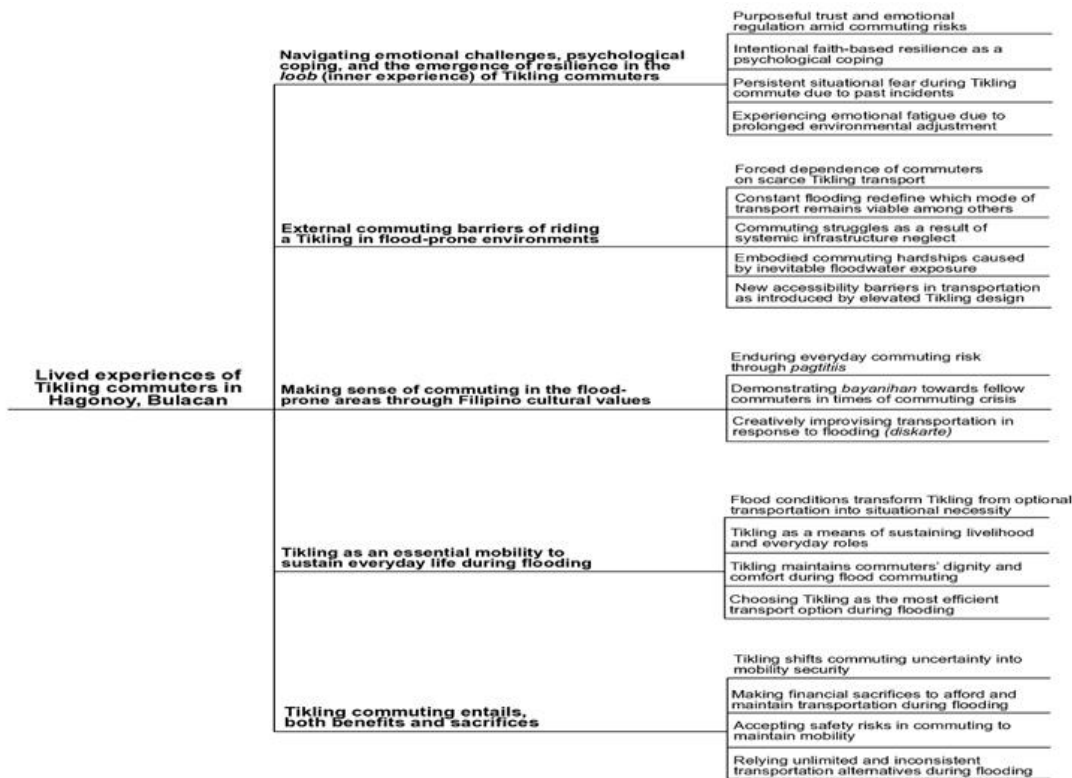 Lived experiences of
Tikling commuters in
Hagonoy, Bulacan
Navigating emotional challenges, psychological
coping, and the emergence of resilience in the
loob (inner experience) of Tikling commuters
Purposeful trust and emotional
regulation amid commuting risks
Intentional faith-based resilience as a
psychological coping
Persistent situational fear during Tikling
commute due to past incidents
Experiencing emotional fatigue due to
prolonged environmental adjustment
External commuting barriers of riding
a Tikling in flood-prone environments
Forced dependence of commuters
on scarce Tikling transport
Constant flooding redefine which mode of
transport remains viable among others
Commuting struggles as a result of
systemic infrastructure neglect
Embodied commuting hardships caused
by inevitable floodwater exposure
New accessibility barriers in transportation
as introduced by elevated Tikling design
Making sense of commuting in the flood-
prone areas through Filipino cultural values
Enduring everyday commuting risk
through pagtitiis
Demonstrating bayanihan towards fellow
commuters in times of commuting crisis
Creatively improvising transportation in
response to flooding (diskarte)
Tikling as an essential mobility to
sustain everyday life during flooding
Flood conditions transform Tikling from optional
transportation into situational necessity
Tikling as a means of sustaining livelihood
and everyday roles
Tikling maintains commuters' dignity and
comfort during flood commuting
Choosing Tikling as the most efficient
transport option during flooding
Tikling commuting entails,
both benefits and sacrifices
Tikling shifts commuting uncertainty into
mobility security
Making financial sacrifices to afford and
maintain transportation during flooding
Accepting safety risks in commuting to
maintain mobility
Relying unlimited and inconsistent
transportation alternatives during flooding